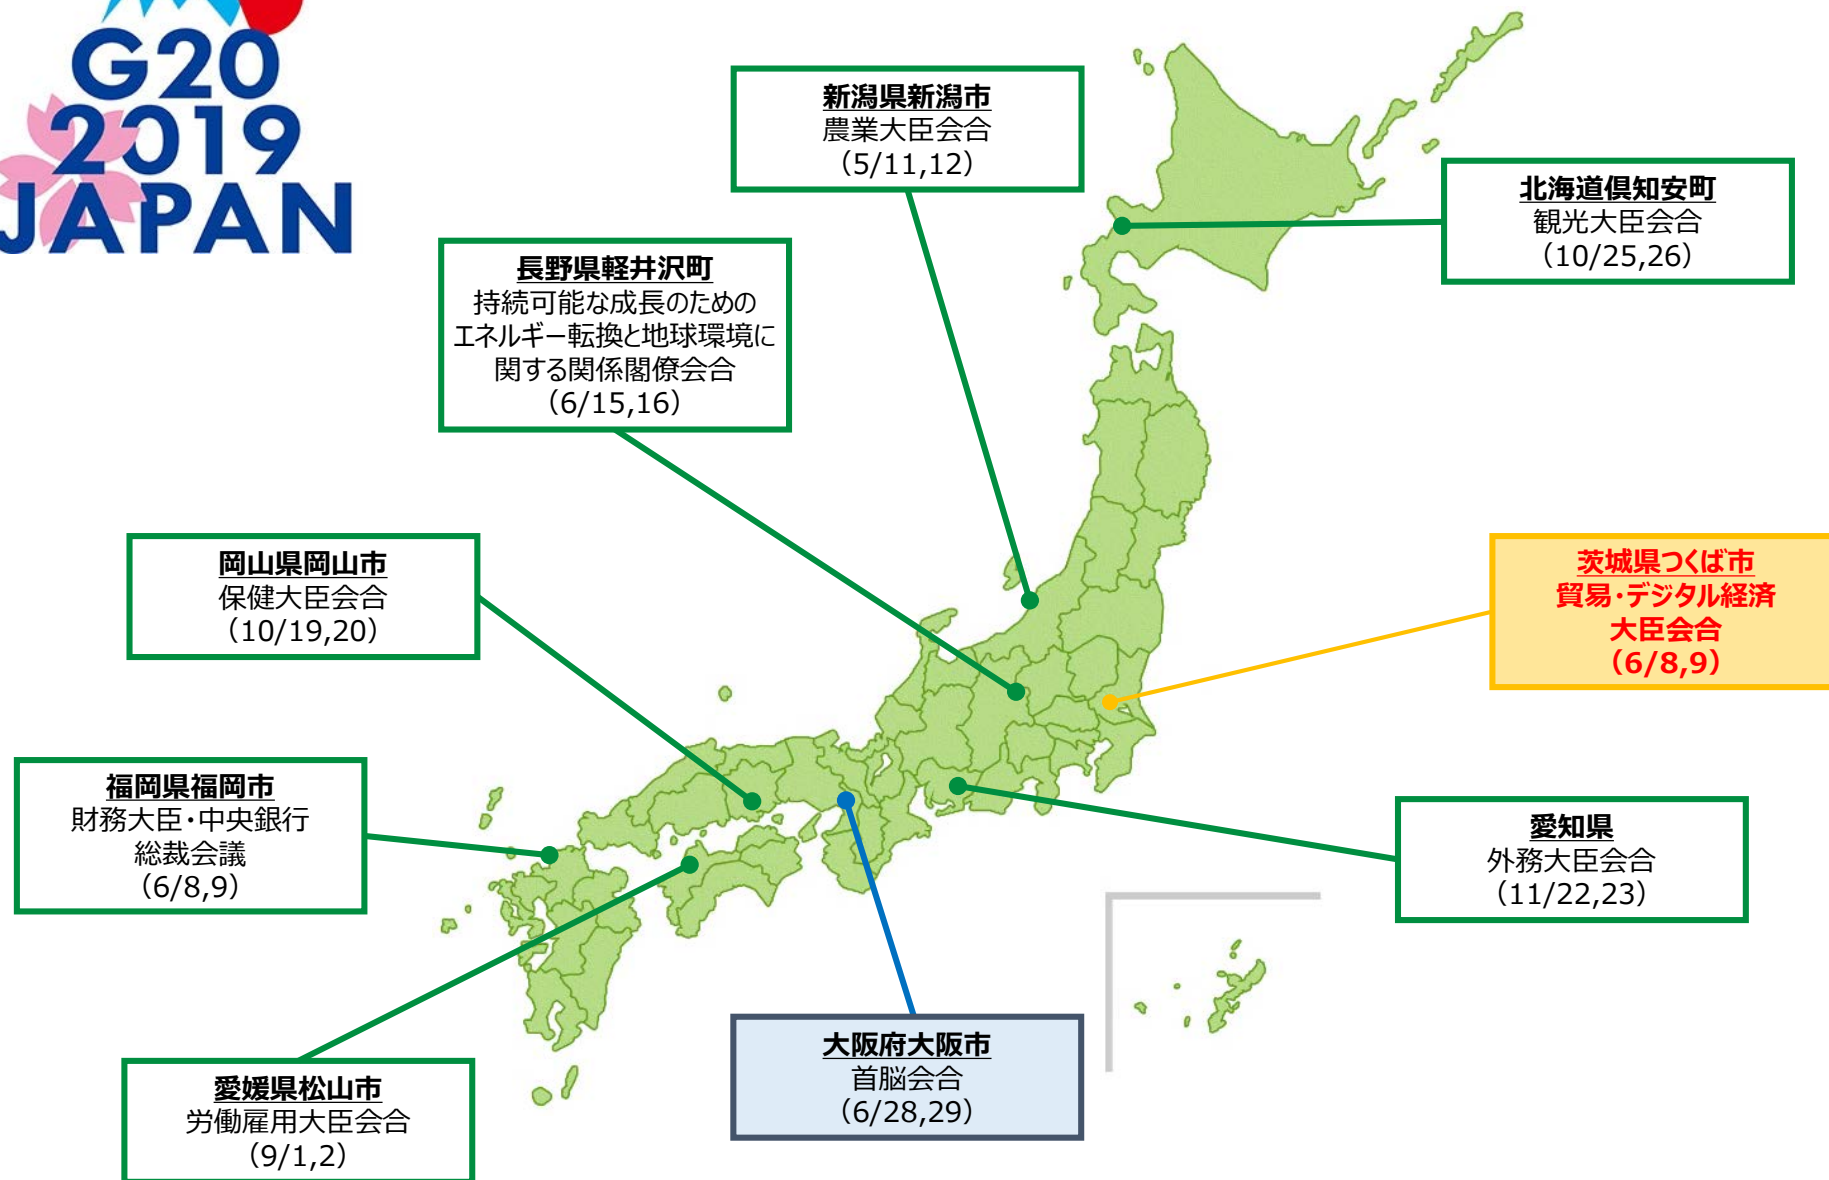 G20
2019
JAPAN
新潟県新潟市
農業大臣会合
（5/11,12）
北海道倶知安町
観光大臣会合
（10/25,26）
長野県軽井沢町
持続可能な成長のための
エネルギー転換と地球環境に
関する関係閣僚会合
（6/15,16）
岡山県岡山市
保健大臣会合
（10/19,20）
茨城県つくば市
貿易・デジタル経済
大臣会合
（6/8,9）
福岡県福岡市
財務大臣・中央銀行
総裁会議
（6/8,9）
愛知県
外務大臣会合
（11/22,23）
大阪府大阪市
首脳会合
（6/28,29）
愛媛県松山市
労働雇用大臣会合
（9/1,2）